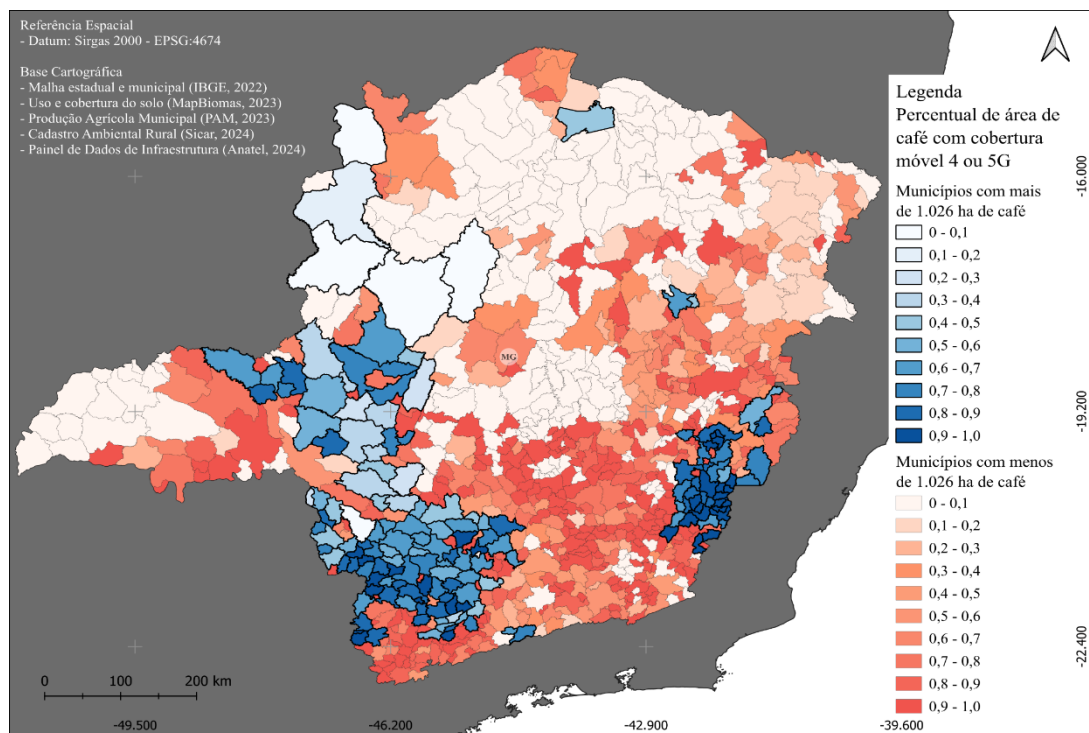 Referência Espacial
- Datum: Sirgas 2000 - EPSG:4674
Base Cartográfica
- Malha estadual e municipal (IBGE, 2022)
- Uso e cobertura do solo (MapBiomas, 2023)
- Produção Agrícola Municipal (PAM, 2023)
- Cadastro Ambiental Rural (Sicar, 2024)
- Painel de Dados de Infraestrutura (Anatel, 2024)
MG
Legenda
Percentual de área de
café com cobertura
móvel 4 ou 5G
Municípios com mais
de 1.026 ha de café
0 - 0,1
0,1 - 0,2
0,2 - 0,3
0,3 - 0,4
0,4 - 0,5
0,5 - 0,6
0,6 - 0,7
0,7 - 0,8
0,8 - 0,9
0,9 - 1,0
Municípios com menos
de 1.026 ha de café
0 - 0,1
0,1 - 0,2
0,2 - 0,3
0,3 - 0,4
0,4 - 0,5
0,5 - 0,6
0,6 - 0,7
0,7 - 0,8
0,8 - 0,9
0,9 - 1,0
-16.000
-19.200
-22.400
0 100 200 km
-49.500 -46.200 -42.900 -39.600